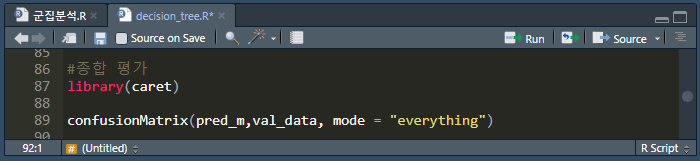 군집분석.R
decision_tree.R*
Source on Save
Run
Source
85
86 #종합 평가
87 library(caret)
88
89 confusionMatrix(pred_m,val_data, mode = "everything")
90
92:1 # (Untitled) R Script